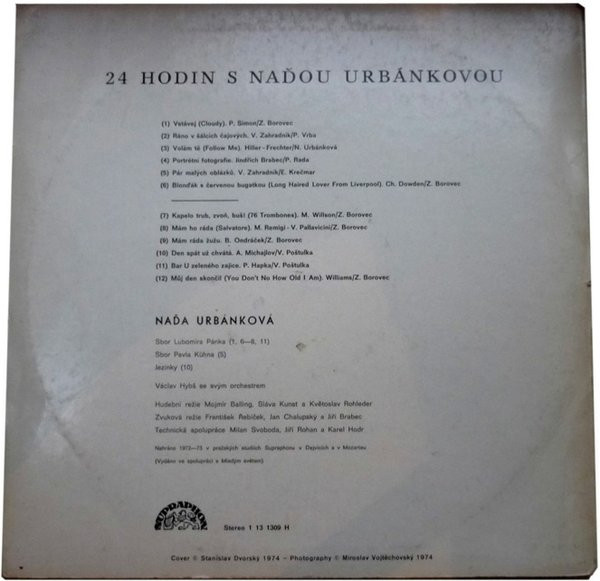 24 HODIN S NAĎOU URBÁNKOVOU
(1) Vstávej (Cloudy). P. Simon/Z. Borovec
(2) Ráno v šálcích čajových. V. Zahradník/P. Vrba
(3) Volám tě (Follow Me). Hiller-Frechter/N. Urbánková
(4) Portrétní fotografie. Jindřich Brabec/P. Rada
(5) Pár malých oblázků. V. Zahradník/E. Krečmar
(6) Blonďák s červenou bugatkou (Long Haired Lover From Liverpool). Ch. Dowden/Z. Borovec
(7) Kapelo trub, zvoň, buší (76 Trombones). M. Willson/Z. Borovec
(8) Mám ho ráda (Salvatore). M. Remigi - V. Pallavicini/Z. Borovec
(9) Mám ráda žužu. B. Ondráček/Z. Borovec
(10) Den spát už chvátá. A. Michajlov/V. Poštulka
(11) Bar U zeleného zajíce. P. Hapka/V. Poštulka
(12) Můj den skončil (You Don't No How Old I Am). Williams/Z. Borovec
NAĎA URBÁNKOVÁ
Sbor Lubomíra Pánka (1, 6—8, 11)
Sbor Pavla Kühna (5)
Jezinky (10)
Václav Hybš se svým orchestrem
Hudební režie Mojmír Balling, Sláva Kunst a Květoslav Rohleder
Zvuková režie František Řebíček, Jan Chalupský a Jiří Brabec
Technická spolupráce Milan Svoboda, Jiří Rohan a Karel Hodr
Nahráno 1972—73 v pražských studiích Supraphonu v Dejvicích a v Mozarteu
(Vydáno ve spolupráci s Mladým světem)
SUPRAPHON
Stereo 1 13 1309 H
Cover © Stanislav Dvorský 1974 – Photography © Miroslav Vojtěchovský 1974